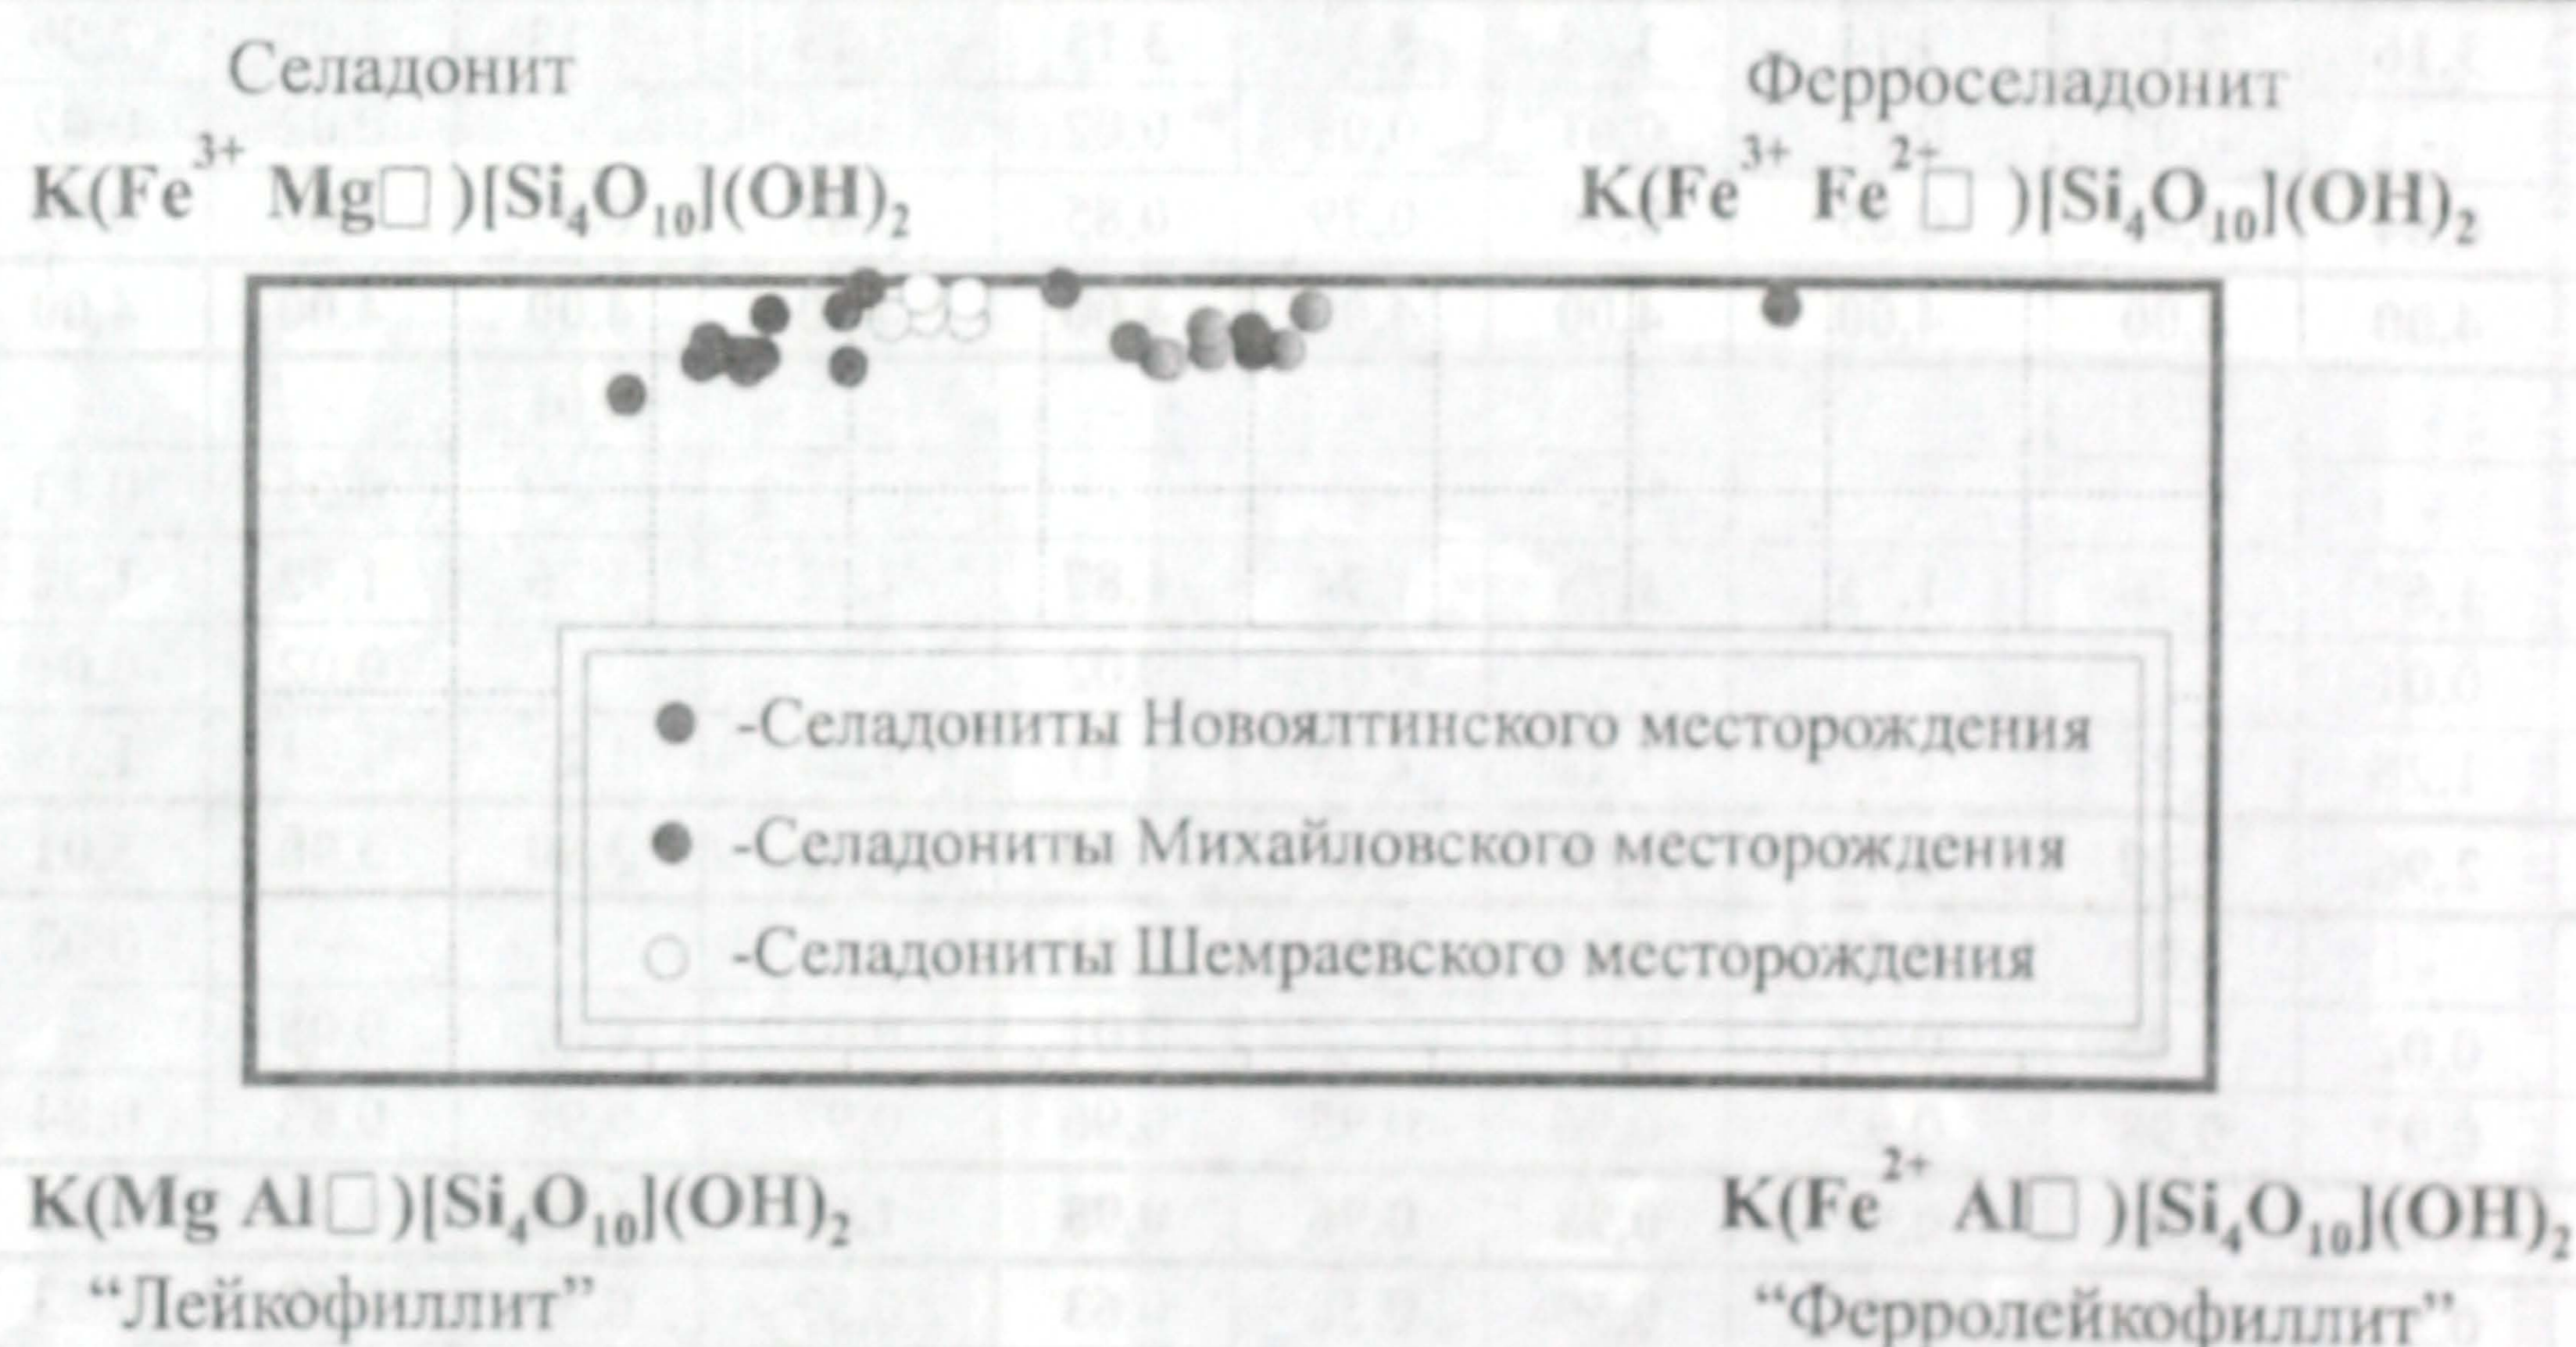 Селадонит
Ферроселадонит
K(Fe³⁺ Mg□ )[Si₄O₁₀](OH)₂
K(Fe³⁺ Fe²⁺□ )[Si₄O₁₀](OH)₂
-Селадониты Новоялтинского месторождения
-Селадониты Михайловского месторождения
-Селадониты Шемраевского месторождения
K(Mg Al□ )[Si₄O₁₀](OH)₂
K(Fe²⁺ Al□ )[Si₄O₁₀](OH)₂
“Лейкофиллит”
“Ферролейкофиллит”